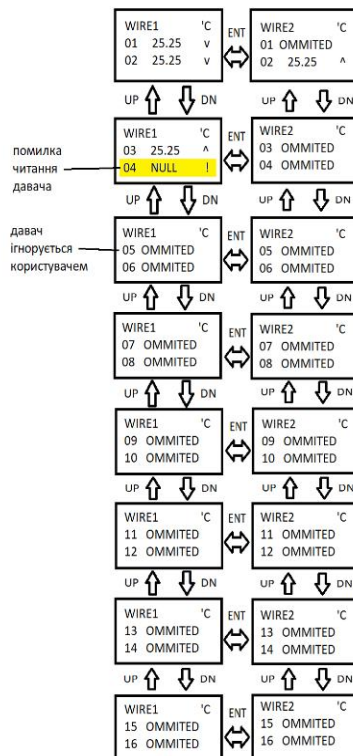 WIRE1 'C
01 25.25 v
02 25.25 v
ENT
WIRE2 'C
01 OMMITED
02 25.25 ^
UP DN
UP DN
помилка
читання
давача
WIRE1 'C
03 25.25 ^
04 NULL !
ENT
WIRE2 'C
03 OMMITED
04 OMMITED
UP DN
UP DN
давач
ігнорується
користувачем
WIRE1 'C
05 OMMITED
06 OMMITED
ENT
WIRE2 'C
05 OMMITED
06 OMMITED
UP DN
UP DN
WIRE1 'C
07 OMMITED
08 OMMITED
ENT
WIRE2 'C
07 OMMITED
08 OMMITED
UP DN
UP DN
WIRE1 'C
09 OMMITED
10 OMMITED
ENT
WIRE2 'C
09 OMMITED
10 OMMITED
UP DN
UP DN
WIRE1 'C
11 OMMITED
12 OMMITED
ENT
WIRE2 'C
11 OMMITED
12 OMMITED
UP DN
UP DN
WIRE1 'C
13 OMMITED
14 OMMITED
ENT
WIRE2 'C
13 OMMITED
14 OMMITED
UP DN
UP DN
WIRE1 'C
15 OMMITED
16 OMMITED
ENT
WIRE2 'C
15 OMMITED
16 OMMITED